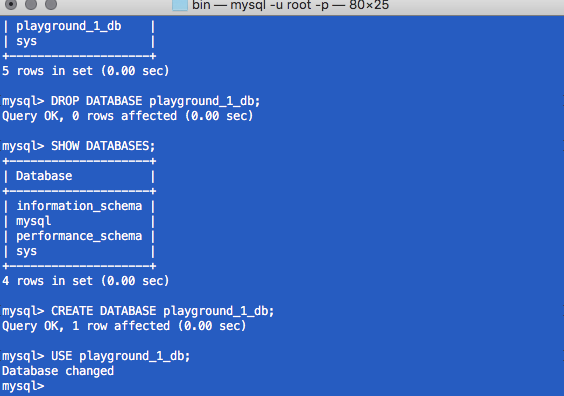 bin — mysql -u root -p — 80×25
| playground_1_db    |
| sys                |
+--------------------+
5 rows in set (0.00 sec)
mysql> DROP DATABASE playground_1_db;
Query OK, 0 rows affected (0.00 sec)
mysql> SHOW DATABASES;
+--------------------+
| Database           |
+--------------------+
| information_schema |
| mysql              |
| performance_schema |
| sys                |
+--------------------+
4 rows in set (0.00 sec)
mysql> CREATE DATABASE playground_1_db;
Query OK, 1 row affected (0.00 sec)
mysql> USE playground_1_db;
Database changed
mysql>